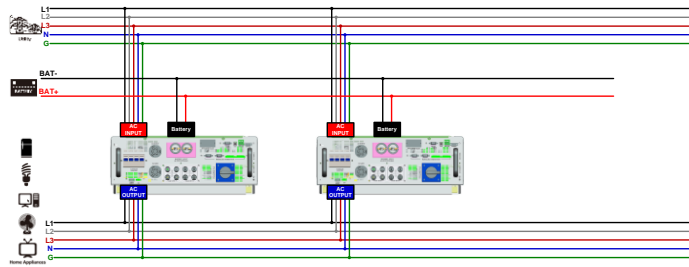 L1
L2
L3
N
G
Utility
BAT-
BATTERY
BAT+
AC
INPUT
Battery
AC
INPUT
Battery
AC
OUTPUT
AC
OUTPUT
L1
L2
L3
N
G
Home Appliances